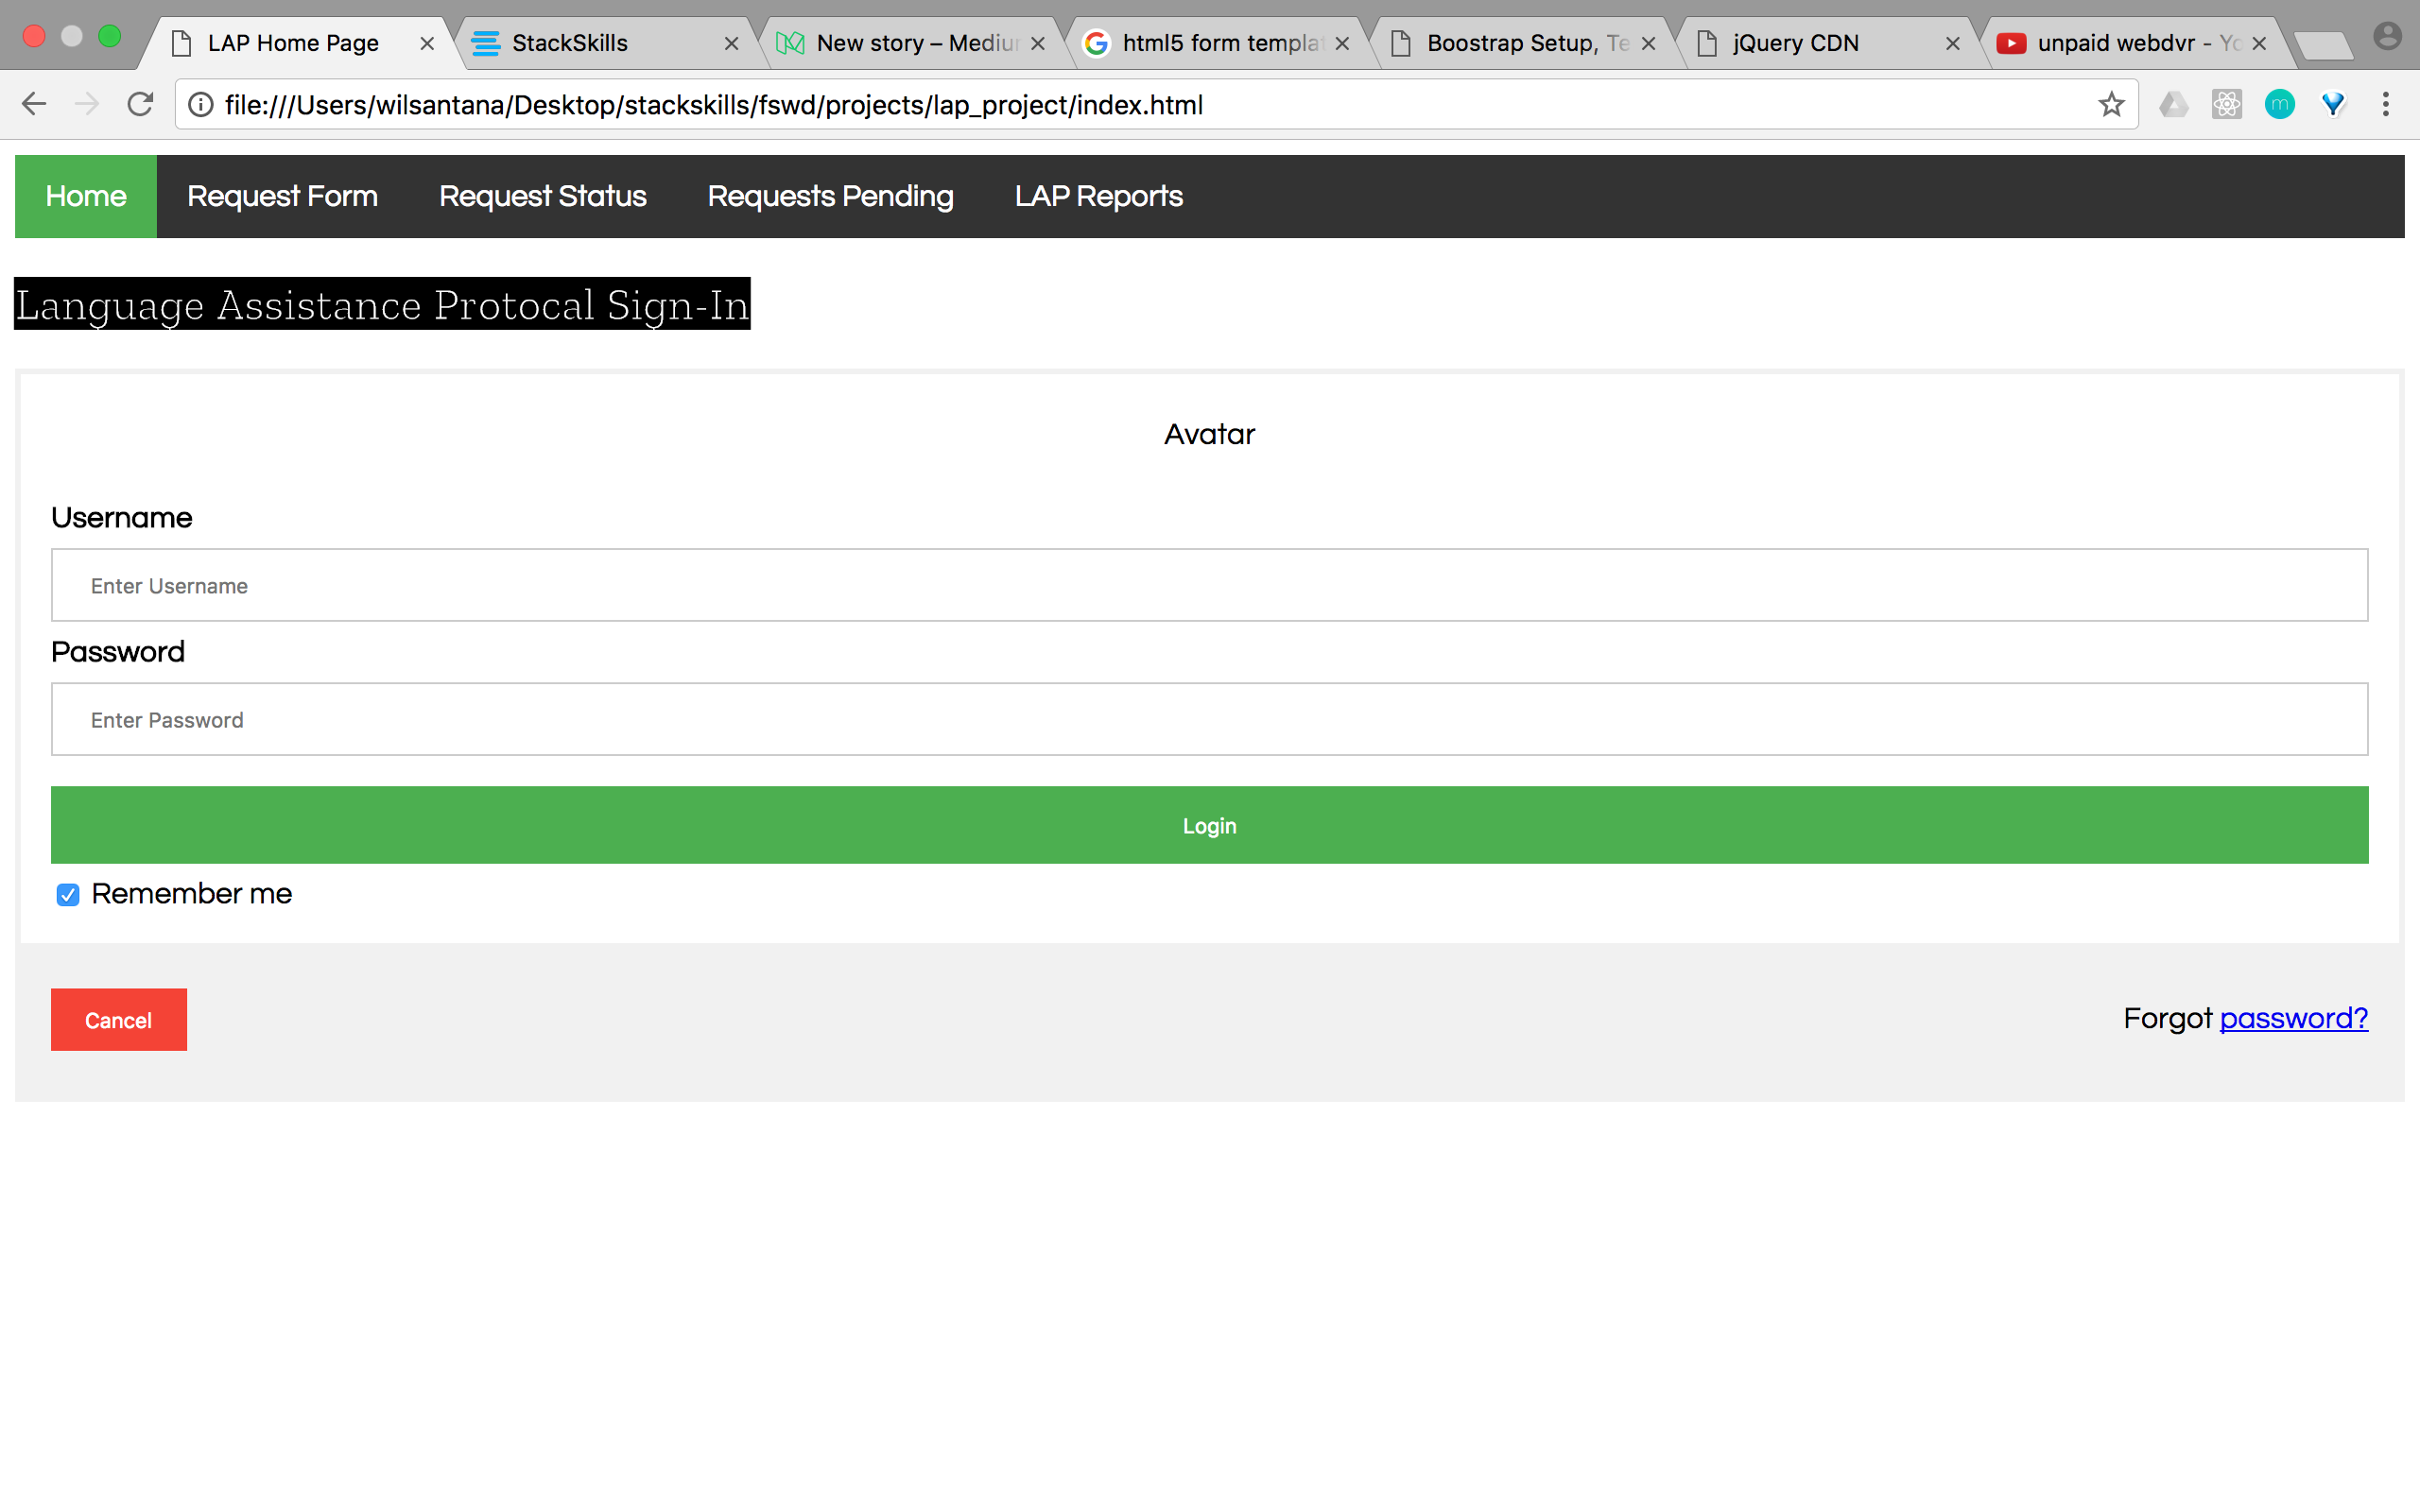 LAP Home Page StackSkills New story – Mediu html5 form templat Boostrap Setup, Te jQuery CDN unpaid webdvr - Yo
file:///Users/wilsantana/Desktop/stackskills/fswd/projects/lap_project/index.html
Home Request Form Request Status Requests Pending LAP Reports
Language Assistance Protocal Sign-In
Avatar
Username
Enter Username
Password
Enter Password
Login
Remember me
Cancel Forgot password?